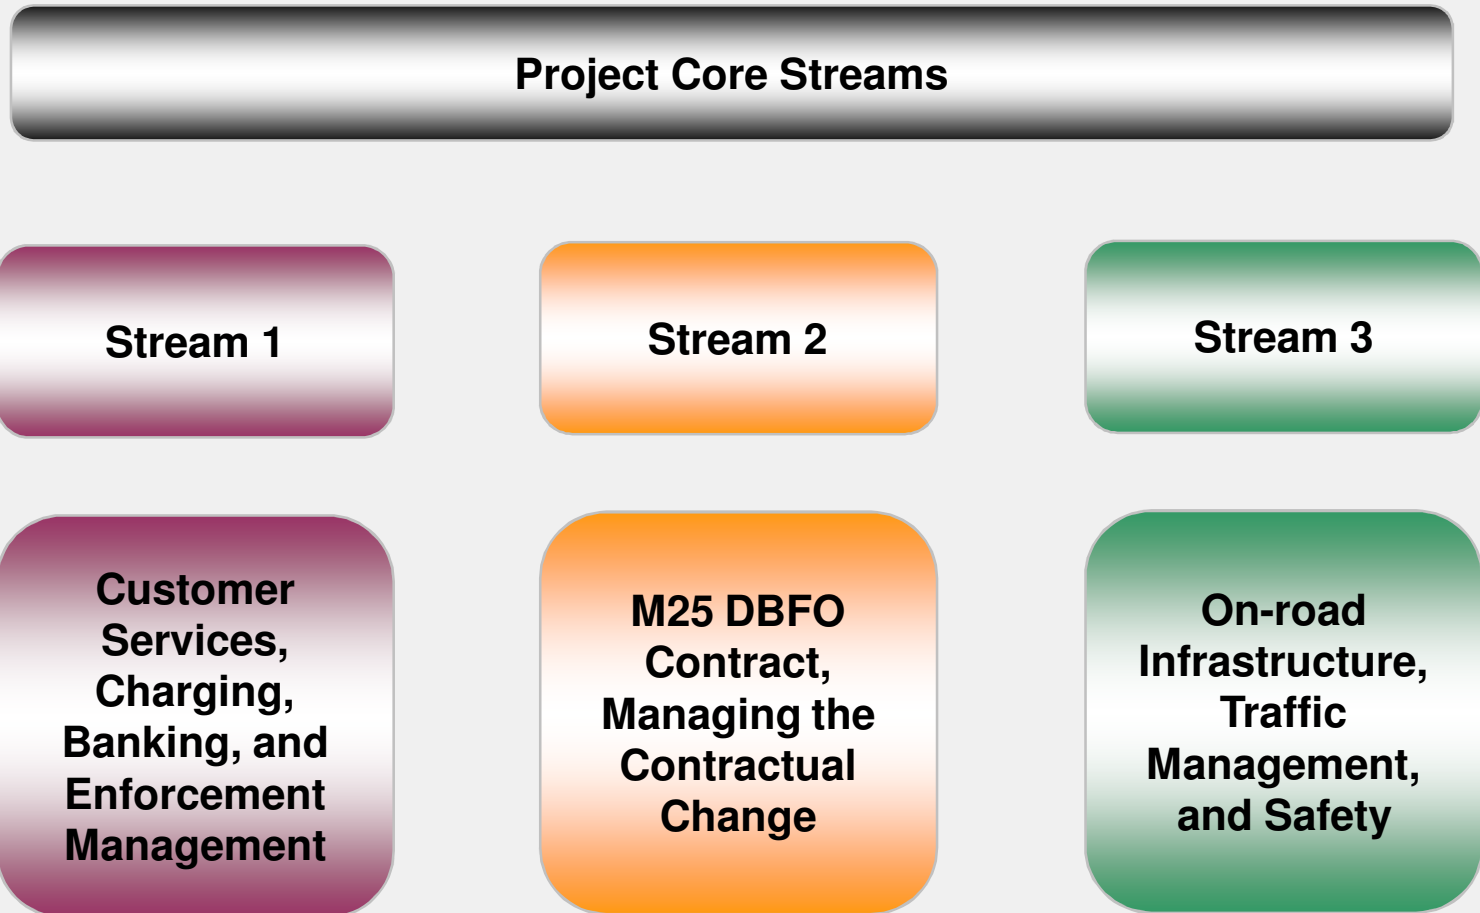 Project Core Streams
Stream 1
Stream 2
Stream 3
Customer
Services,
Charging,
Banking, and
Enforcement
Management
M25 DBFO
Contract,
Managing the
Contractual
Change
On-road
Infrastructure,
Traffic
Management,
and Safety